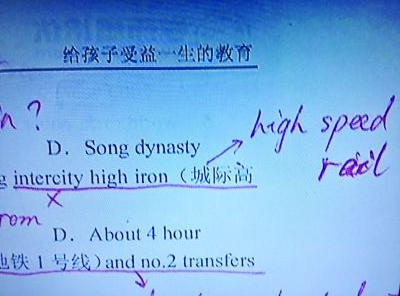 给孩子受益一生的教育
n?
high speed
D. Song dynasty
rail
g intercity high iron（城际高
x
rom
D. About 4 hour
地铁 1 号线）and no.2 transfers